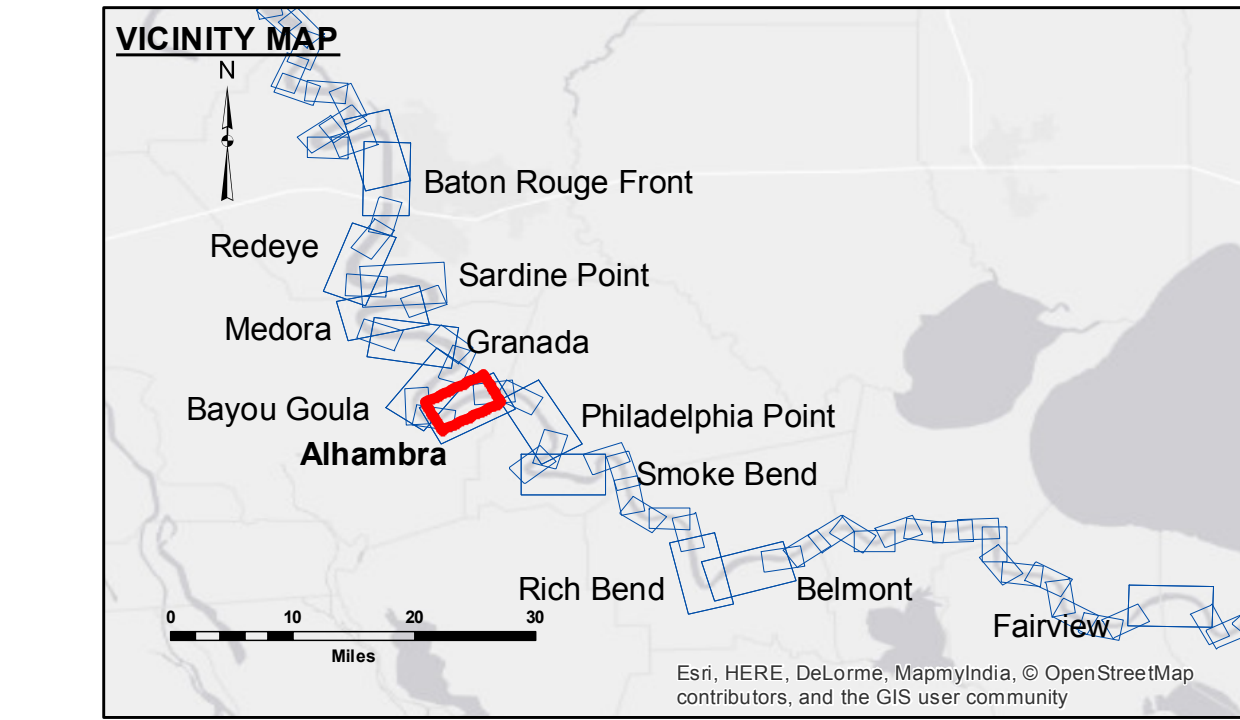 VICINITY MAP
N
Baton Rouge Front
Redeye
Sardine Point
Medora
Granada
Bayou Goula
Philadelphia Point
Alhambra
Smoke Bend
Rich Bend
Belmont
Fairview
0 10 20 30
Miles
Esri, HERE, DeLorme, MapmyIndia, © OpenStreetMap
contributors, and the GIS user community